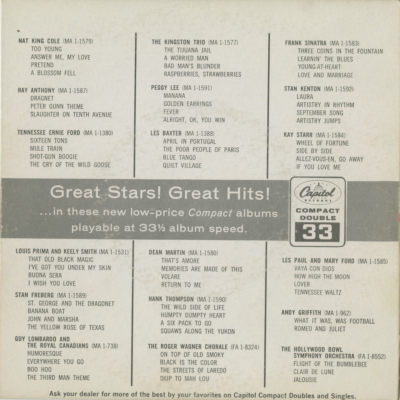 NAT KING COLE (MA 1-1579)
TOO YOUNG
ANSWER ME, MY LOVE
PRETEND
A BLOSSOM FELL
RAY ANTHONY (MA 1-1587)
DRAGNET
PETER GUNN THEME
SLAUGHTER ON TENTH AVENUE
TENNESSEE ERNIE FORD (MA 1-1380)
SIXTEEN TONS
MULE TRAIN
SHOT-GUN BOOGIE
THE CRY OF THE WILD GOOSE
THE KINGSTON TRIO (MA 1-1577)
THE TIJUANA JAIL
A WORRIED MAN
BAD MAN'S BLUNDER
RASPBERRIES, STRAWBERRIES
PEGGY LEE (MA 1-1591)
MANANA
GOLDEN EARRINGS
FEVER
ALRIGHT, OK, YOU WIN
LES BAXTER (MA 1-1388)
APRIL IN PORTUGAL
THE POOR PEOPLE OF PARIS
BLUE TANGO
QUIET VILLAGE
FRANK SINATRA (MA 1-1583)
THREE COINS IN THE FOUNTAIN
LEARNIN' THE BLUES
YOUNG-AT-HEART
LOVE AND MARRIAGE
STAN KENTON (MA 1-1592)
LAURA
ARTISTRY IN RHYTHM
SEPTEMBER SONG
ARTISTRY JUMPS
KAY STARR (MA 1-1584)
WHEEL OF FORTUNE
SIDE BY SIDE
ALLEZ-VOUS-EN, GO AWAY
IF YOU LOVE ME
Great Stars! Great Hits!
...in these new low-price Compact albums
playable at 33⅓ album speed.
Capitol
RECORDS
COMPACT
DOUBLE
33
LOUIS PRIMA AND KEELY SMITH (MA 1-1531)
THAT OLD BLACK MAGIC
I'VE GOT YOU UNDER MY SKIN
BUONA SERA
I WISH YOU LOVE
STAN FREBERG (MA 1-1589)
ST. GEORGE AND THE DRAGONET
BANANA BOAT
JOHN AND MARSHA
THE YELLOW ROSE OF TEXAS
GUY LOMBARDO AND
THE ROYAL CANADIANS (MA 1-738)
HUMORESQUE
EVERYWHERE YOU GO
BOO HOO
THE THIRD MAN THEME
DEAN MARTIN (MA 1-1580)
THAT'S AMORE
MEMORIES ARE MADE OF THIS
VOLARE
RETURN TO ME
HANK THOMPSON (MA 1-1590)
THE WILD SIDE OF LIFE
HUMPTY DUMPTY HEART
A SIX PACK TO GO
SQUAWS ALONG THE YUKON
THE ROGER WAGNER CHORALE (FA 1-8324)
ON TOP OF OLD SMOKY
BLACK IS THE COLOR
THE STREETS OF LAREDO
SKIP TO MAH LOU
LES PAUL AND MARY FORD (MA 1-1585)
VAYA CON DIOS
HOW HIGH THE MOON
LOVER
TENNESSEE WALTZ
ANDY GRIFFITH (MA 1-962)
WHAT IT WAS, WAS FOOTBALL
ROMEO AND JULIET
THE HOLLYWOOD BOWL
SYMPHONY ORCHESTRA (FA 1-8552)
FLIGHT OF THE BUMBLEBEE
CLAIR DE LUNE
JALOUSIE
Ask your dealer for more of the best by your favorites on Capitol Compact Doubles and Singles.